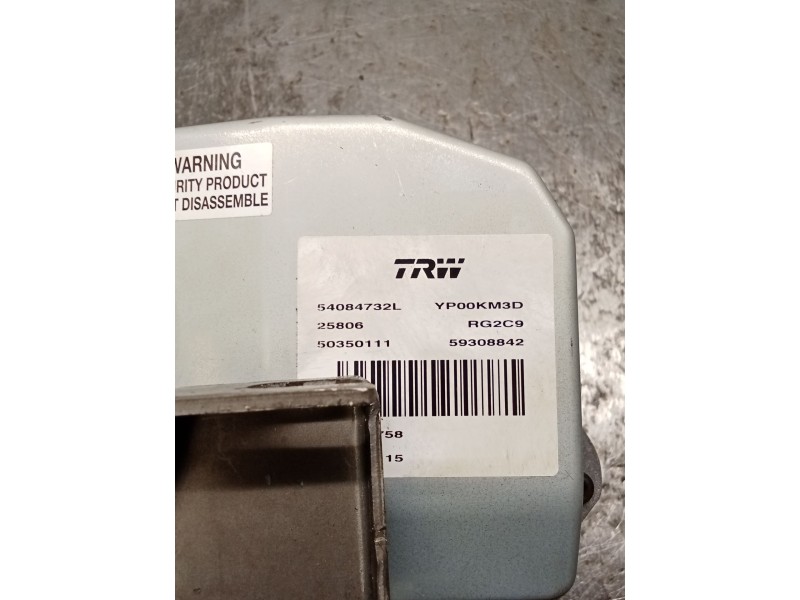 WARNING
RITY PRODUCT
T DISASSEMBLE
TRW
54084732L YP00KM3D
25806 RG2C9
50350111 59308842
758
15